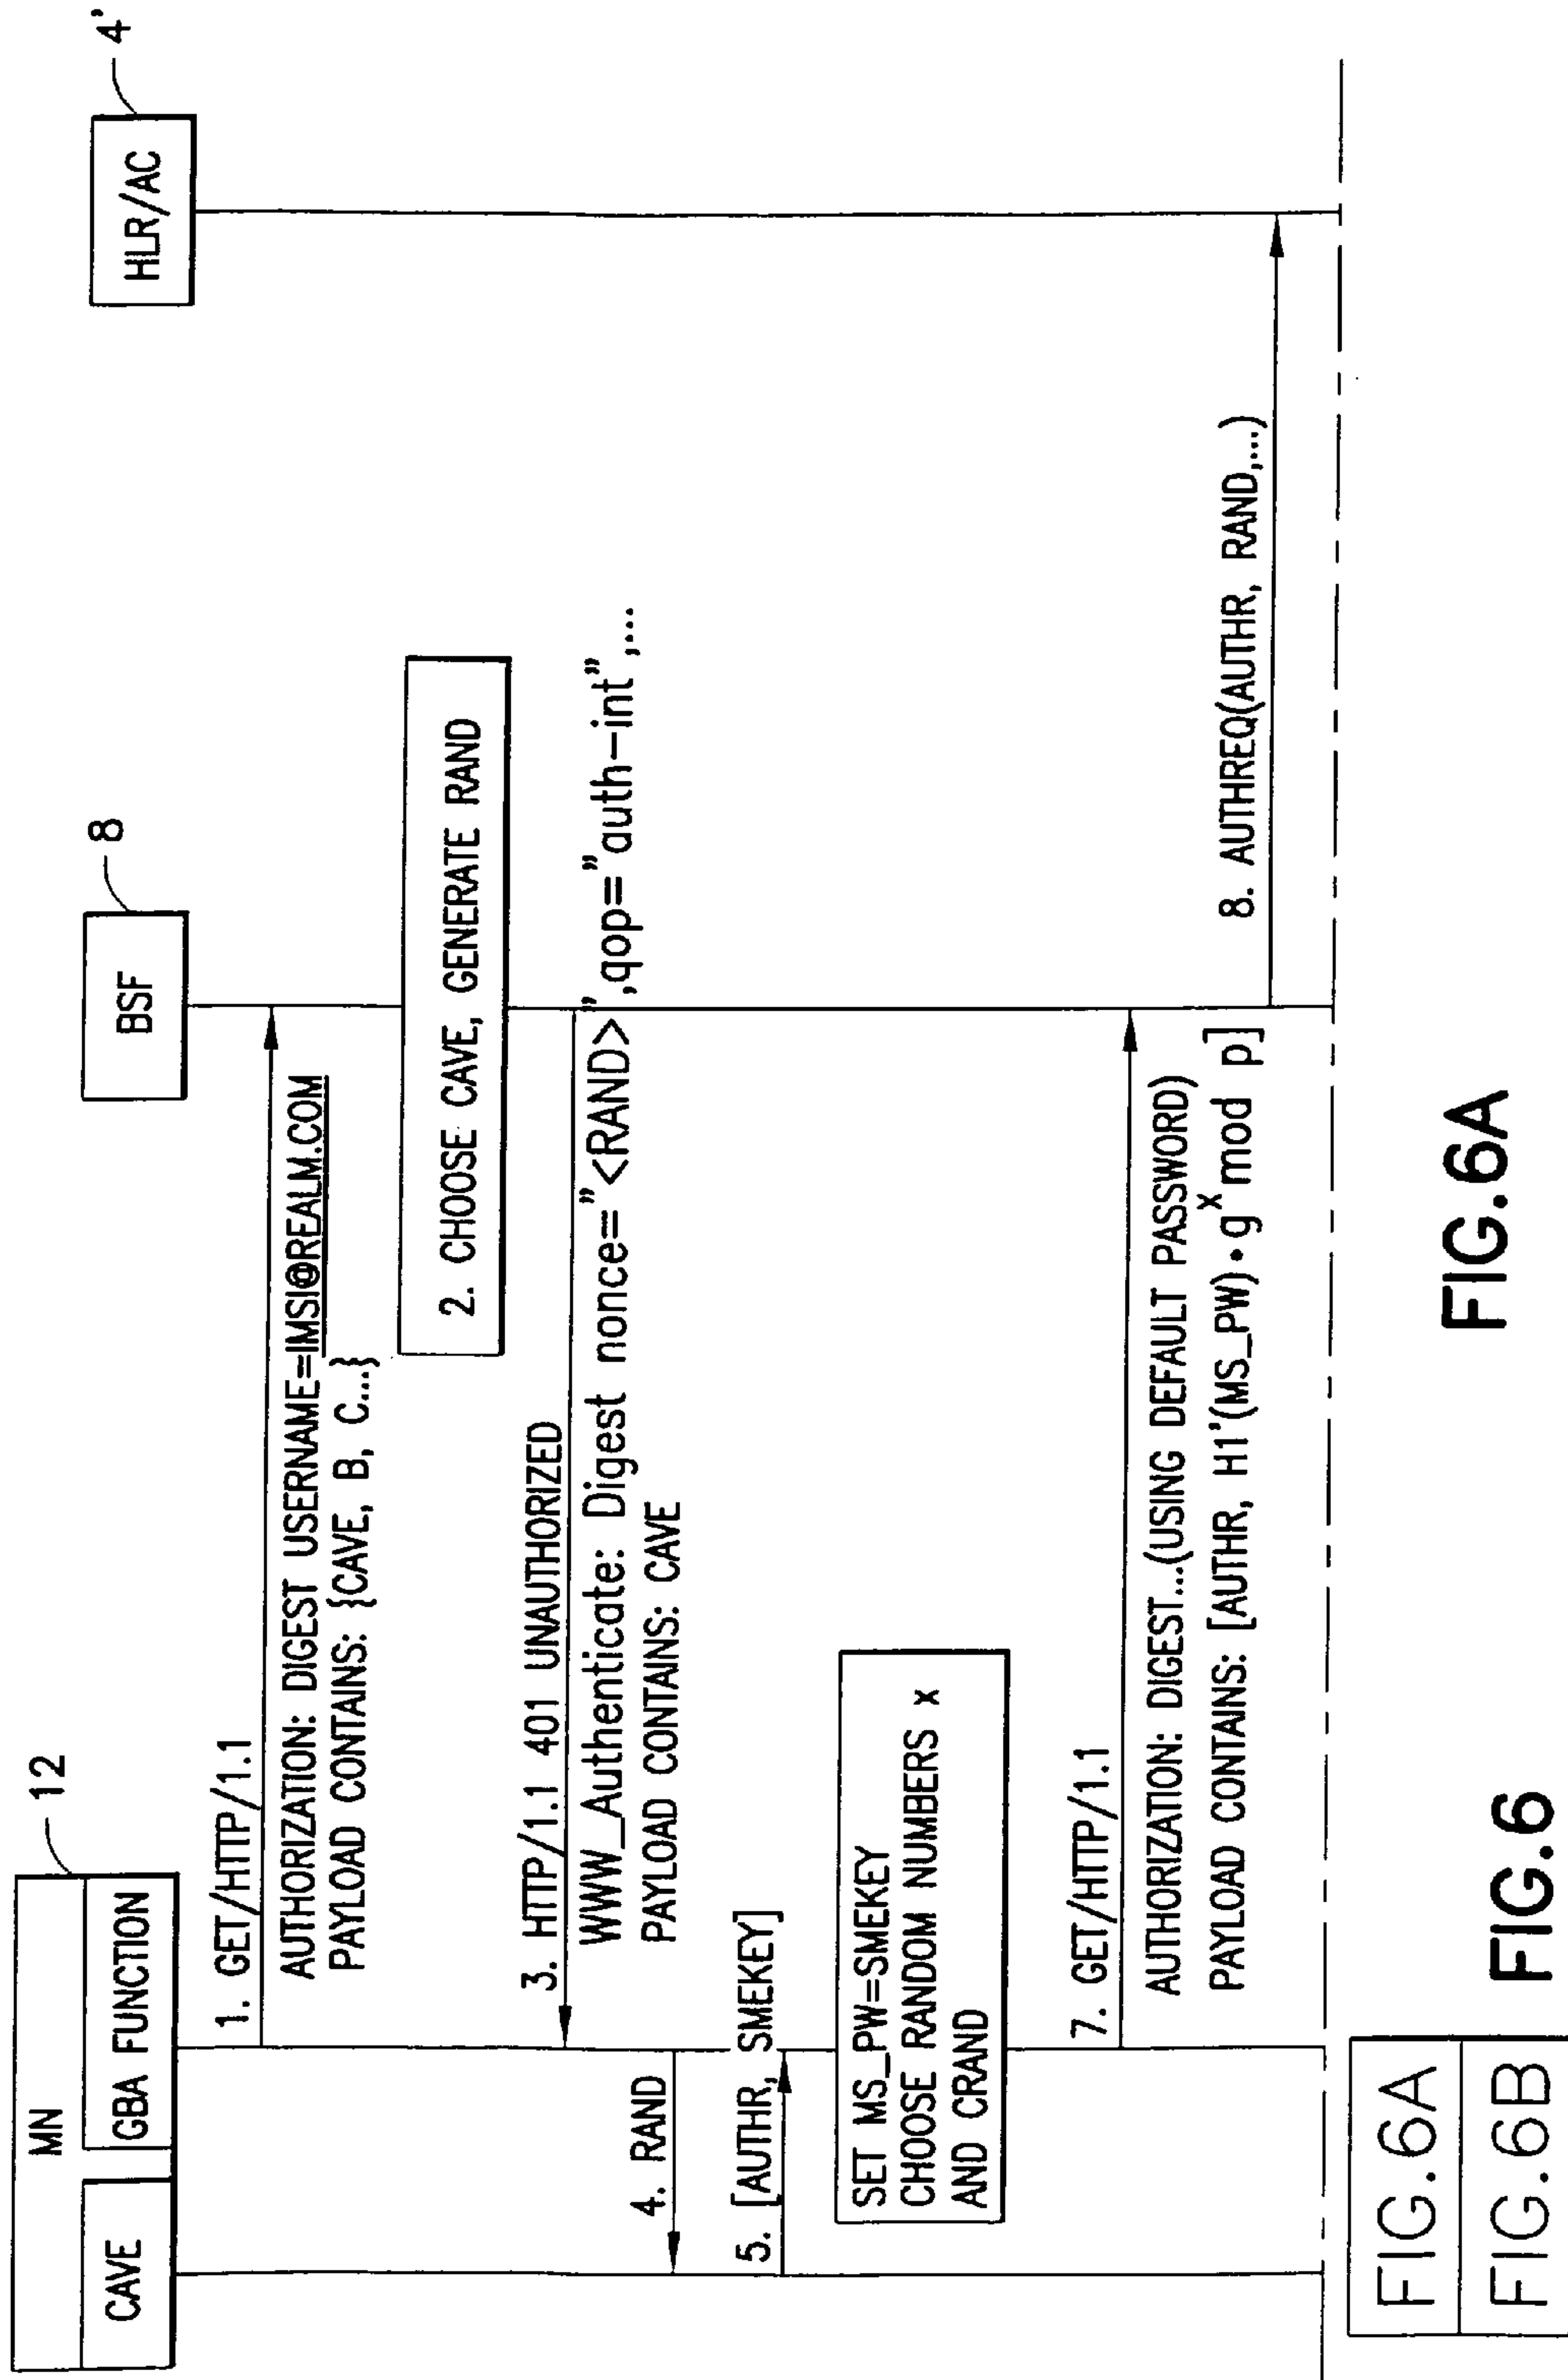 MN
12
CAVE
GBA FUNCTION
BSF
8
HLR/AC
4'
1. GET/HTTP/1.1
AUTHORIZATION: DIGEST USERNAME=IMSI@REALM.COM
PAYLOAD CONTAINS: {CAVE, B, C...}
2. CHOOSE CAVE, GENERATE RAND
3. HTTP/1.1 401 UNAUTHORIZED
WWW_Authenticate: Digest nonce="<RAND>",qop="auth-int",...
PAYLOAD CONTAINS: CAVE
4. RAND
5. [AUTHR, SMEKEY]
SET MS_PW=SMEKEY
CHOOSE RANDOM NUMBERS x
AND CRAND
7. GET/HTTP/1.1
AUTHORIZATION: DIGEST...(USING DEFAULT PASSWORD)
PAYLOAD CONTAINS: [AUTHR, H1'(MS_PW)•g^x mod p]
8. AUTHREQ(AUTHR, RAND,...)
FIG.6A
FIG.6B
FIG.6
FIG.6A